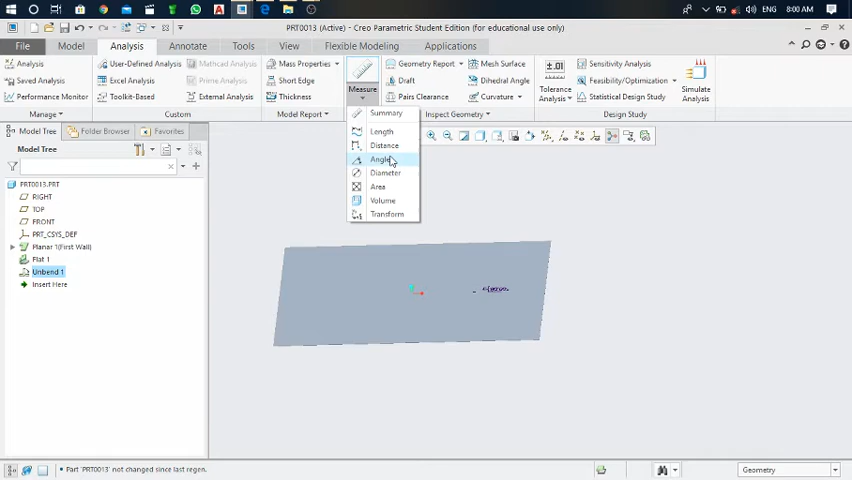 PRT0013 (Active) - Creo Parametric Student Edition (for educational use only)
ENG
8:00 AM
File
Model
Analysis
Annotate
Tools
View
Flexible Modeling
Applications
Analysis
Saved Analysis
Performance Monitor
Manage
User-Defined Analysis
Excel Analysis
Toolkit-Based
Mathcad Analysis
Prime Analysis
External Analysis
Custom
Mass Properties
Short Edge
Thickness
Model Report
Measure
Geometry Report
Draft
Pairs Clearance
Mesh Surface
Dihedral Angle
Curvature
Inspect Geometry
Tolerance
Analysis
Sensitivity Analysis
Feasibility/Optimization
Statistical Design Study
Simulate
Analysis
Design Study
Summary
Length
Distance
Angle
Diameter
Area
Volume
Transform
Model Tree
Folder Browser
Favorites
Model Tree
PRT0013.PRT
RIGHT
TOP
FRONT
PRT_CSYS_DEF
Planar 1(First Wall)
Flat 1
Unbend 1
Insert Here
Part 'PRT0013' not changed since last regen.
Geometry